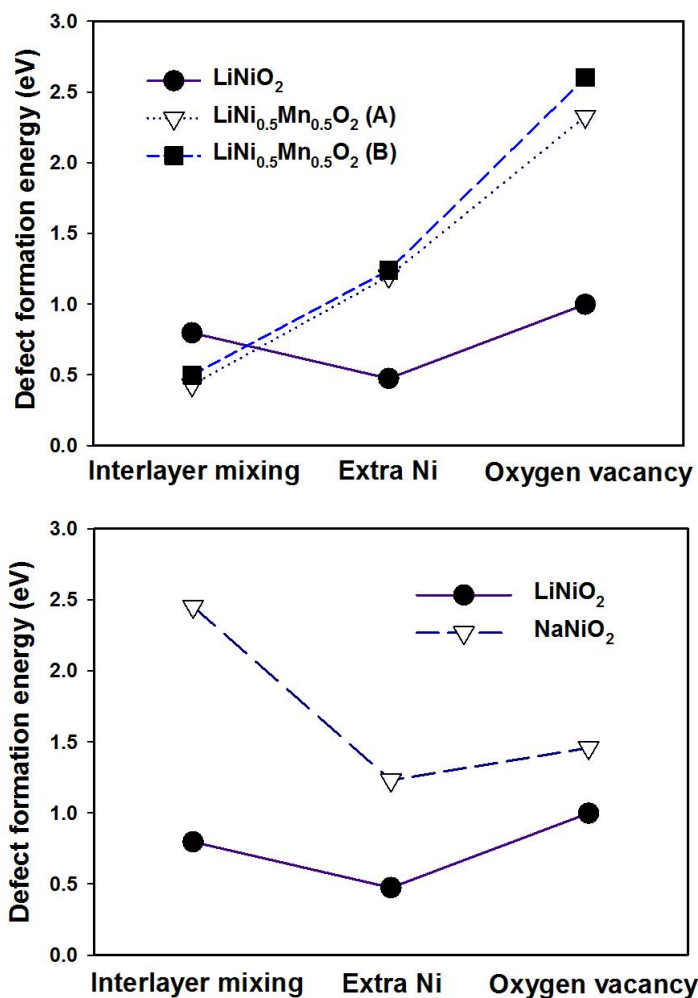 3.0
LiNiO₂
2.5
LiNi₀.₅Mn₀.₅O₂ (A)
2.0
LiNi₀.₅Mn₀.₅O₂ (B)
1.5
1.0
0.5
0.0
Defect formation energy (eV)
Interlayer mixing Extra Ni Oxygen vacancy
3.0
2.5
LiNiO₂
NaNiO₂
2.0
1.5
1.0
0.5
0.0
Defect formation energy (eV)
Interlayer mixing Extra Ni Oxygen vacancy